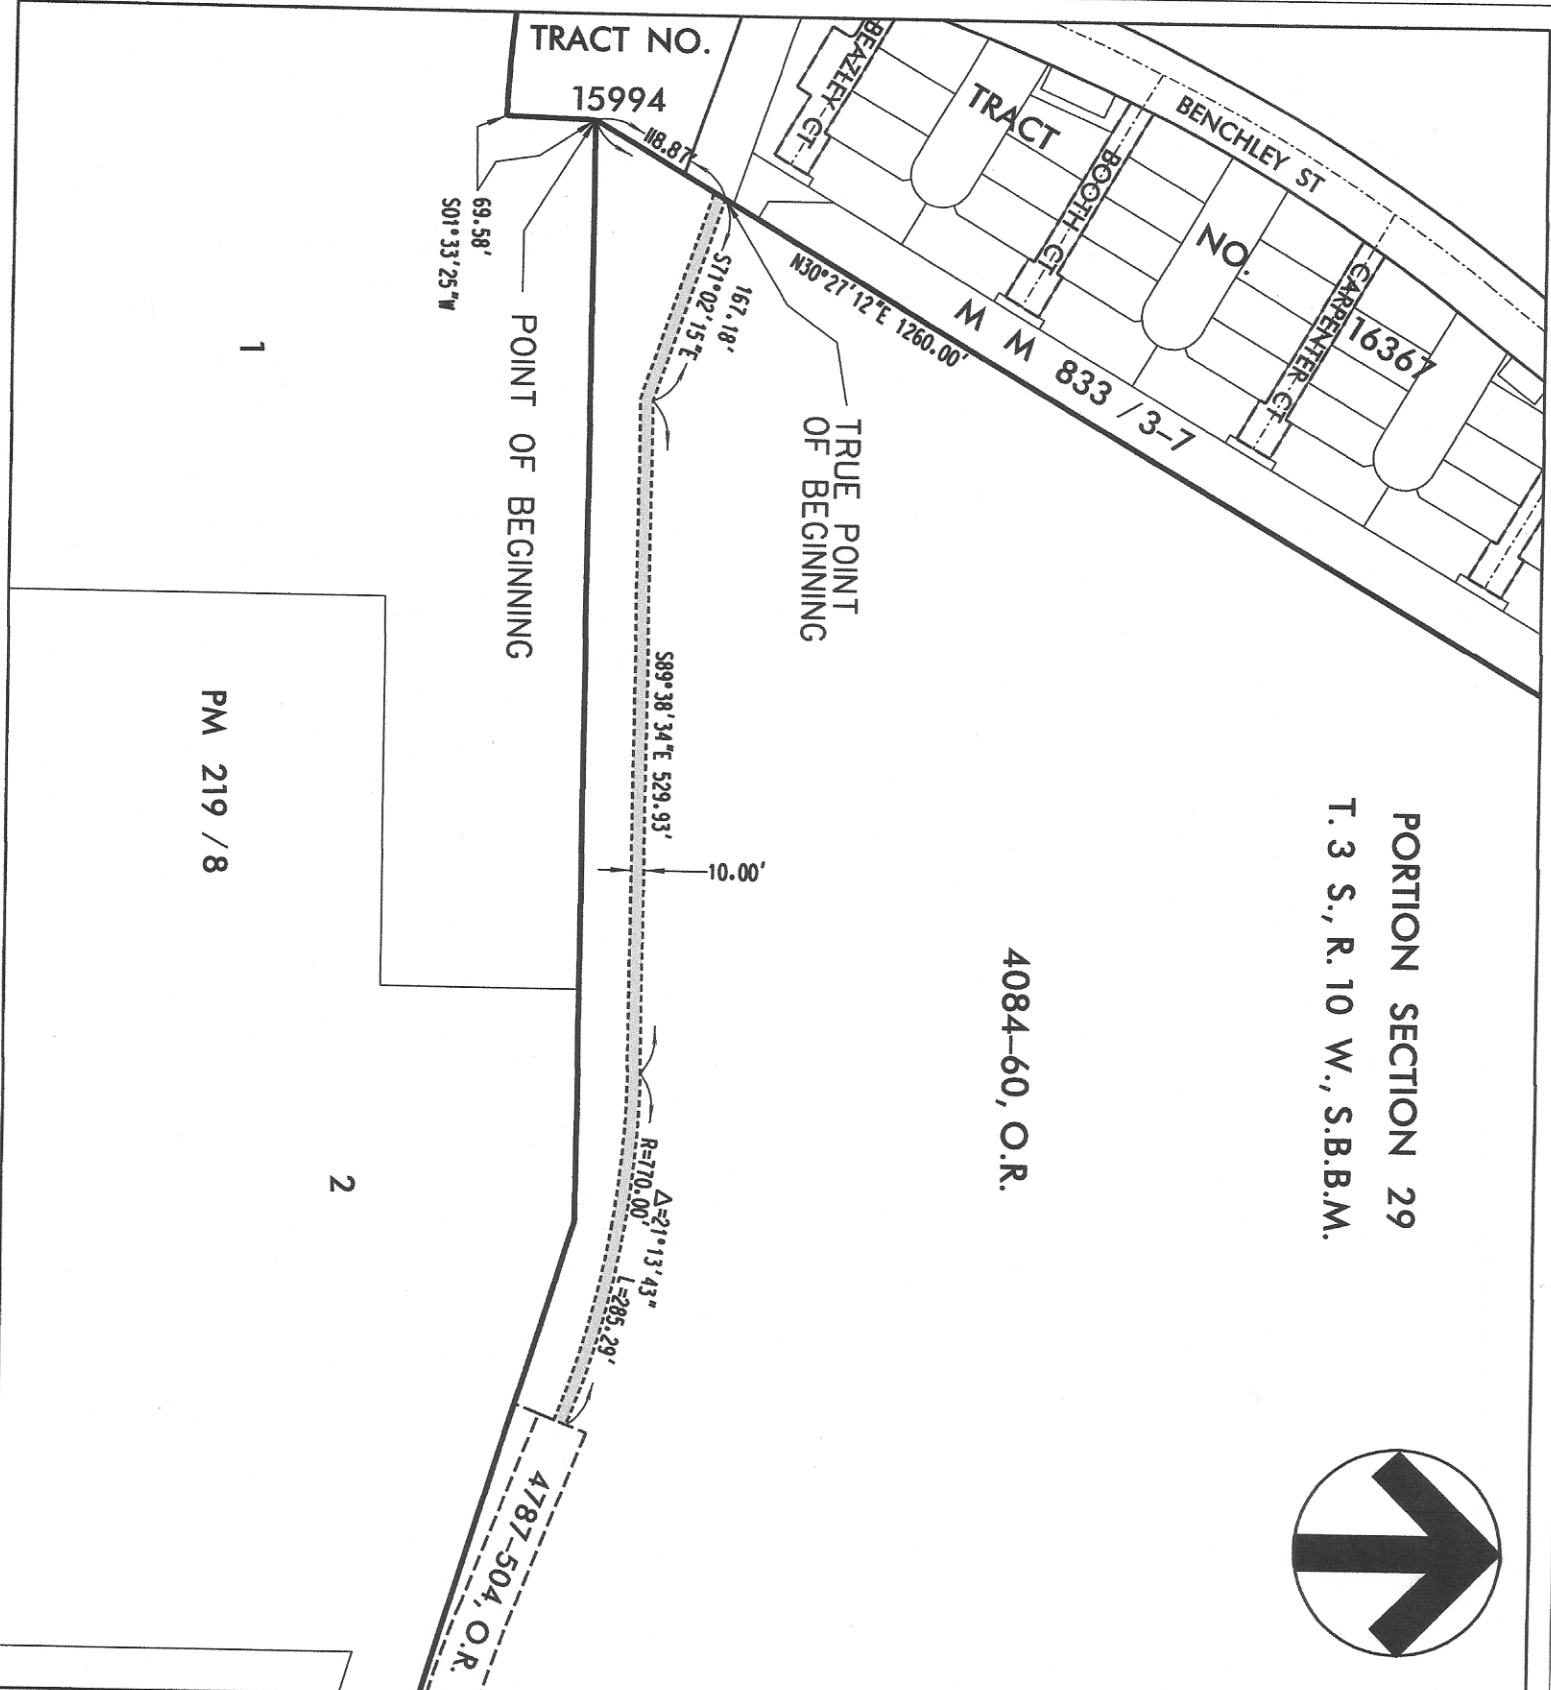 TRACT NO.
15994
BEAZLEY CT
TRACT
NO.
16367
BENCHLEY ST
BOOTH CT
CARPENTER CT
M M 833 / 3-7
118.87'
69.58'
S01°33'25"W
POINT OF BEGINNING
167.18'
S71°02'15"E
N30°27'12"E 1260.00'
TRUE POINT
OF BEGINNING
S89°38'34"E 529.93'
10.00'
PORTION SECTION 29
T. 3 S., R. 10 W., S.B.B.M.
4084-60, O.R.
1
PM 219 / 8
2
Δ=21°13'43"
R=770.00'
L=285.29'
4787-504, O.R.